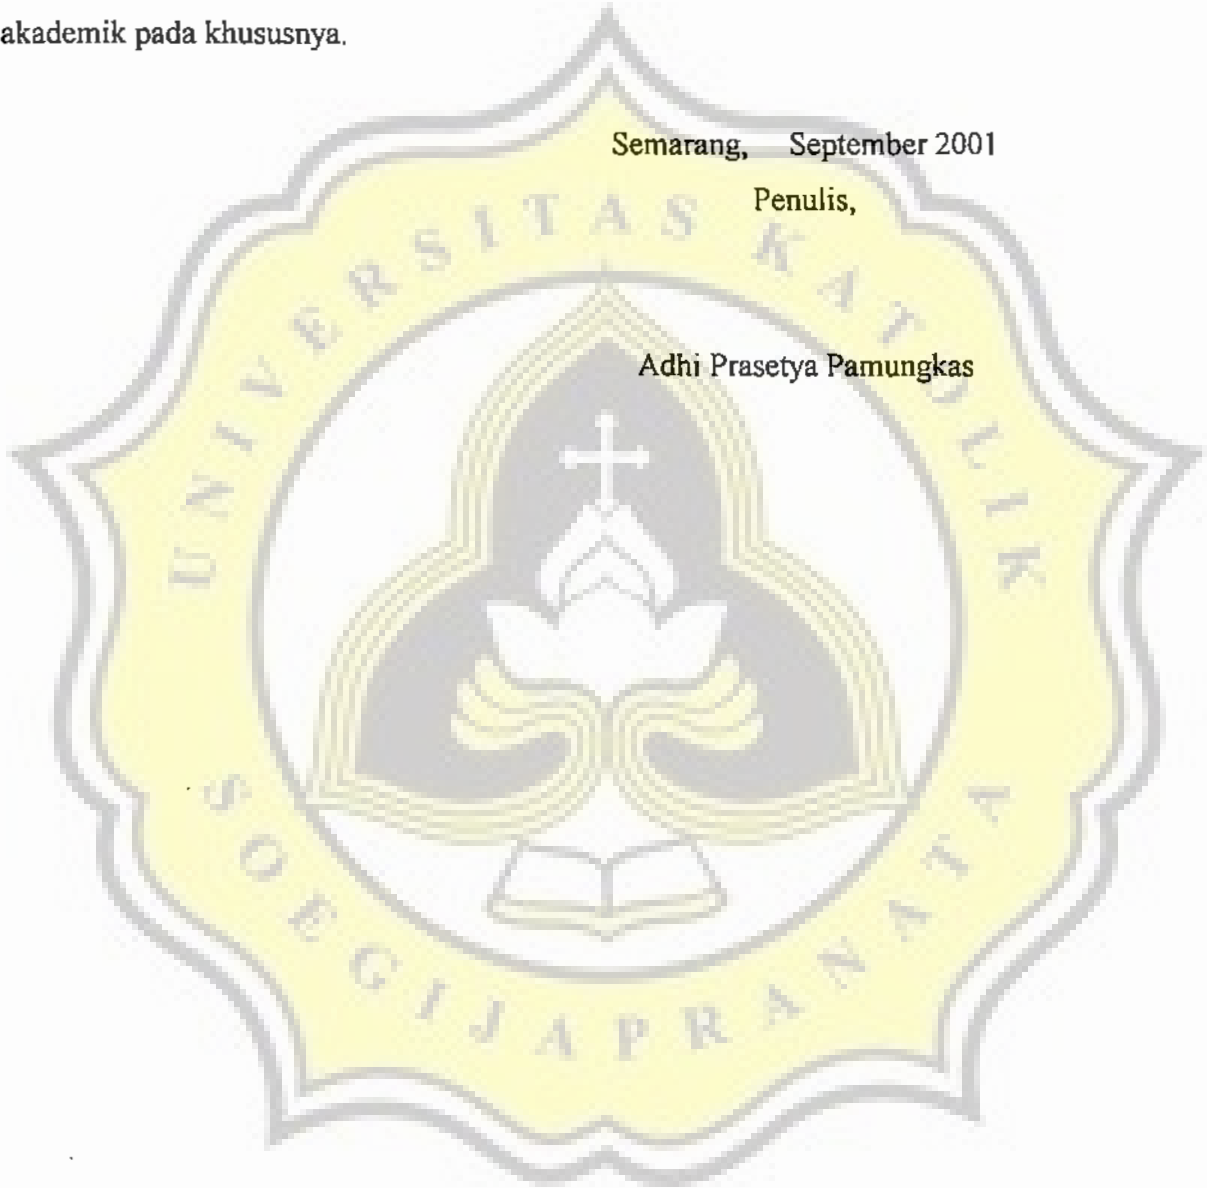 akademik pada khususnya.
Semarang, September 2001
Penulis,
Adhi Prasetya Pamungkas
UNIVERSITAS KATOLIK
SOEGIJAPRANATA